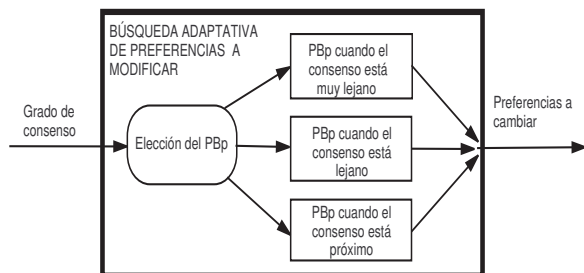 BÚSQUEDA ADAPTATIVA
DE PREFERENCIAS A
MODIFICAR
Grado de
consenso
Elección del PBp
PBp cuando el
consenso está
muy lejano
PBp cuando el
consenso está
lejano
PBp cuando el
consenso está
próximo
Preferencias a
cambiar